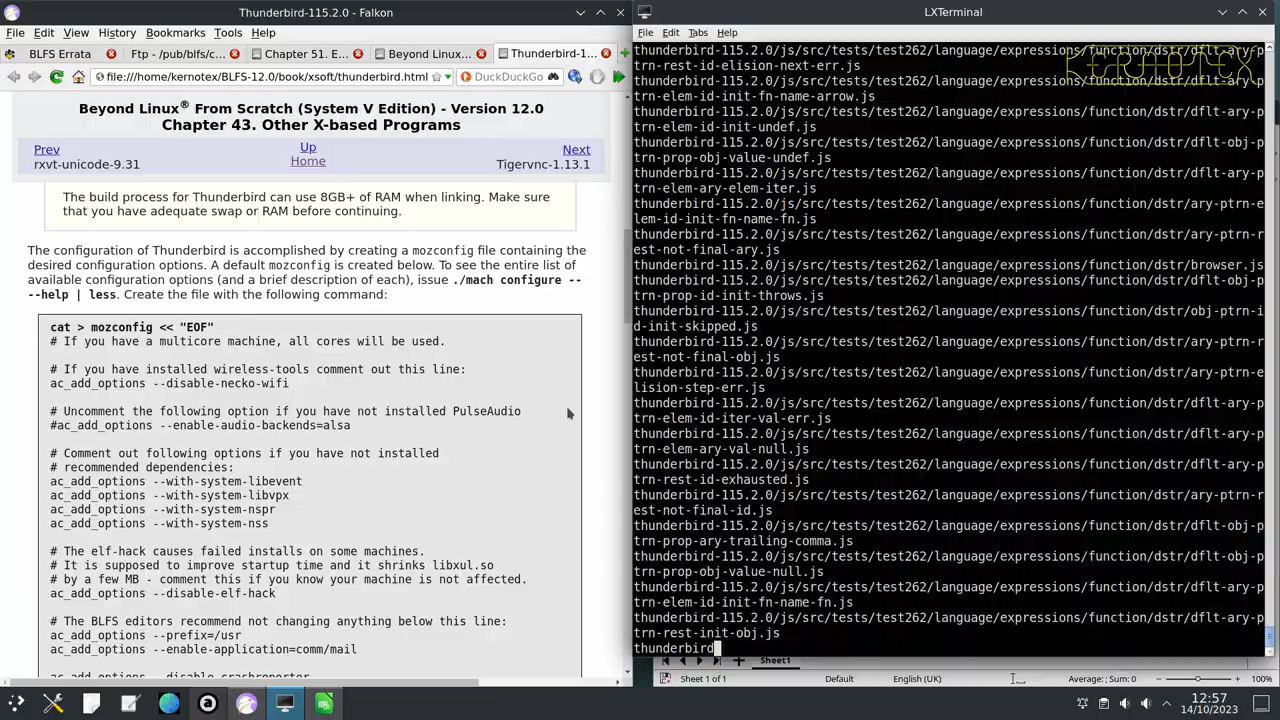 Thunderbird-115.2.0 - Falkon
File Edit View History Bookmarks Tools Help
BLFS Errata
Ftp - /pub/blfs/c...
Chapter 51. E...
Beyond Linux...
Thunderbird-1...
file:///home/kernotex/BLFS-12.0/book/xsoft/thunderbird.html
DuckDuckGo
Beyond Linux® From Scratch (System V Edition) - Version 12.0
Chapter 43. Other X-based Programs
Prev Up Next
rxvt-unicode-9.31 Home Tigervnc-1.13.1
The build process for Thunderbird can use 8GB+ of RAM when linking. Make sure
that you have adequate swap or RAM before continuing.
The configuration of Thunderbird is accomplished by creating a mozconfig file containing the
desired configuration options. A default mozconfig is created below. To see the entire list of
available configuration options (and a brief description of each), issue ./mach configure --
--help | less. Create the file with the following command:
cat > mozconfig << "EOF"
# If you have a multicore machine, all cores will be used.
# If you have installed wireless-tools comment out this line:
ac_add_options --disable-necko-wifi
# Uncomment the following option if you have not installed PulseAudio
#ac_add_options --enable-audio-backends=alsa
# Comment out following options if you have not installed
# recommended dependencies:
ac_add_options --with-system-libevent
ac_add_options --with-system-libvpx
ac_add_options --with-system-nspr
ac_add_options --with-system-nss
# The elf-hack causes failed installs on some machines.
# It is supposed to improve startup time and it shrinks libxul.so
# by a few MB - comment this if you know your machine is not affected.
ac_add_options --disable-elf-hack
# The BLFS editors recommend not changing anything below this line:
ac_add_options --prefix=/usr
ac_add_options --enable-application=comm/mail
ac_add_options --disable-crashreporter
LXTerminal
File Edit Tabs Help
thunderbird-115.2.0/js/src/tests/test262/language/expressions/function/dstr/dflt-ary-p
trn-rest-id-elision-next-err.js
thunderbird-115.2.0/js/src/tests/test262/language/expressions/function/dstr/dflt-ary-p
trn-elem-id-init-fn-name-arrow.js
thunderbird-115.2.0/js/src/tests/test262/language/expressions/function/dstr/dflt-ary-p
trn-elem-id-init-undef.js
thunderbird-115.2.0/js/src/tests/test262/language/expressions/function/dstr/dflt-obj-p
trn-prop-obj-value-undef.js
thunderbird-115.2.0/js/src/tests/test262/language/expressions/function/dstr/dflt-ary-p
trn-elem-ary-elem-iter.js
thunderbird-115.2.0/js/src/tests/test262/language/expressions/function/dstr/ary-ptrn-e
lem-id-init-fn-name-fn.js
thunderbird-115.2.0/js/src/tests/test262/language/expressions/function/dstr/ary-ptrn-r
est-not-final-ary.js
thunderbird-115.2.0/js/src/tests/test262/language/expressions/function/dstr/browser.js
thunderbird-115.2.0/js/src/tests/test262/language/expressions/function/dstr/dflt-obj-p
trn-prop-id-init-throws.js
thunderbird-115.2.0/js/src/tests/test262/language/expressions/function/dstr/obj-ptrn-i
d-init-skipped.js
thunderbird-115.2.0/js/src/tests/test262/language/expressions/function/dstr/ary-ptrn-r
est-not-final-obj.js
thunderbird-115.2.0/js/src/tests/test262/language/expressions/function/dstr/ary-ptrn-e
lision-step-err.js
thunderbird-115.2.0/js/src/tests/test262/language/expressions/function/dstr/dflt-ary-p
trn-elem-id-iter-val-err.js
thunderbird-115.2.0/js/src/tests/test262/language/expressions/function/dstr/dflt-ary-p
trn-elem-ary-val-null.js
thunderbird-115.2.0/js/src/tests/test262/language/expressions/function/dstr/dflt-ary-p
trn-rest-id-exhausted.js
thunderbird-115.2.0/js/src/tests/test262/language/expressions/function/dstr/ary-ptrn-r
est-not-final-id.js
thunderbird-115.2.0/js/src/tests/test262/language/expressions/function/dstr/dflt-obj-p
trn-prop-ary-trailing-comma.js
thunderbird-115.2.0/js/src/tests/test262/language/expressions/function/dstr/dflt-obj-p
trn-prop-obj-value-null.js
thunderbird-115.2.0/js/src/tests/test262/language/expressions/function/dstr/dflt-ary-p
trn-elem-id-init-fn-name-fn.js
thunderbird-115.2.0/js/src/tests/test262/language/expressions/function/dstr/dflt-ary-p
trn-rest-init-obj.js
thunderbird
KERNOTEX
Sheet1
Sheet 1 of 1 Default English (UK) Average: ; Sum: 0 100%
12:57
14/10/2023